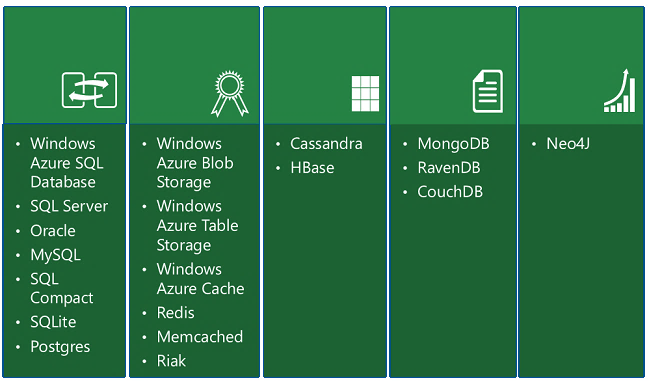 • Windows
Azure SQL
Database
• SQL Server
• Oracle
• MySQL
• SQL
Compact
• SQLite
• Postgres
• Windows
Azure Blob
Storage
• Windows
Azure Table
Storage
• Windows
Azure Cache
• Redis
• Memcached
• Riak
• Cassandra
• HBase
• MongoDB
• RavenDB
• CouchDB
• Neo4J